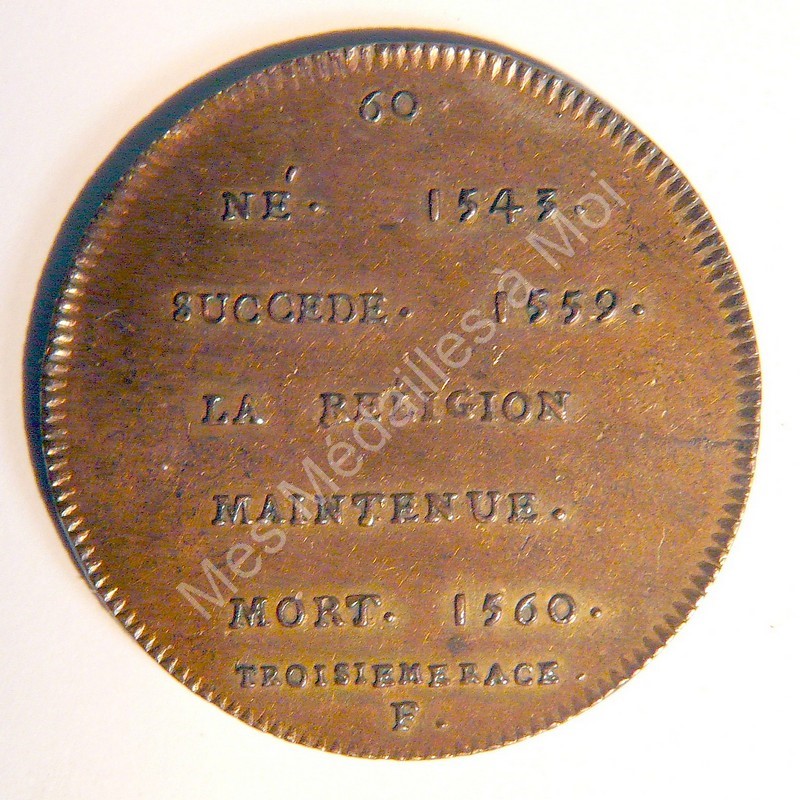 60.
NÉ. 1543.
SUCCEDE. 1559.
LA RELIGION
MAINTENUE.
MORT. 1560.
TROISIEME RACE.
F.
Mes Médailles à Moi